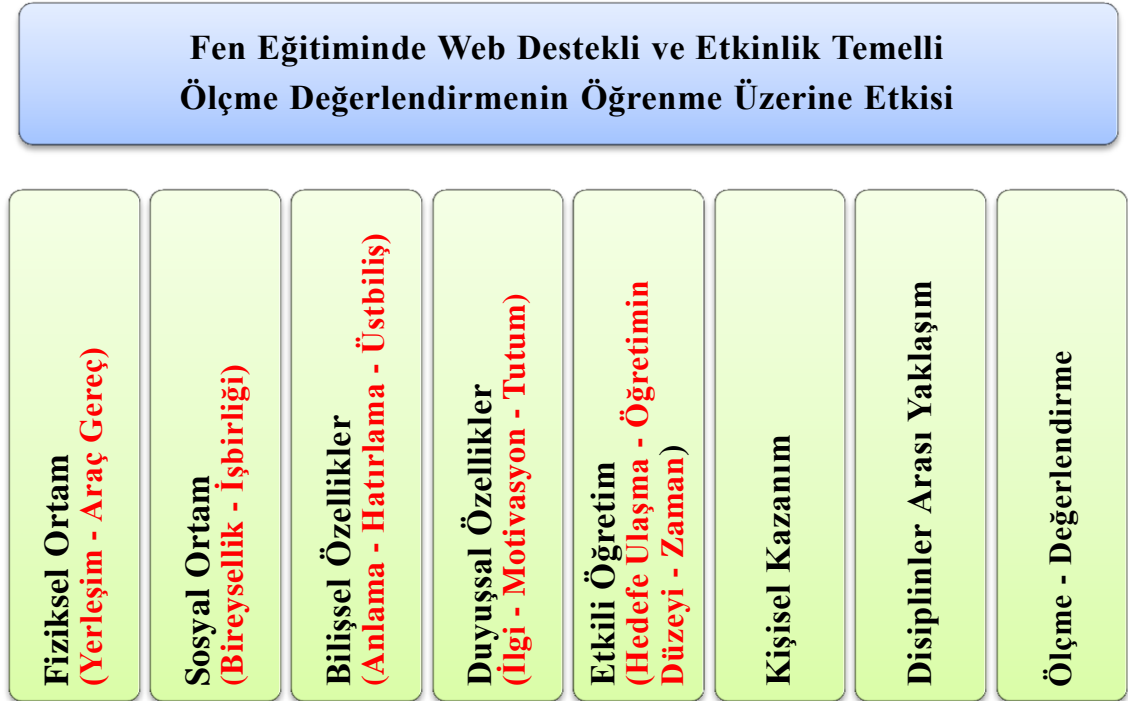 Fen Eğitiminde Web Destekli ve Etkinlik Temelli
Ölçme Değerlendirmenin Öğrenme Üzerine Etkisi
Fiziksel Ortam
(Yerleşim - Araç Gereç)
Sosyal Ortam
(Bireysellik - İşbirliği)
Bilişsel Özellikler
(Anlama - Hatırlama - Üstbiliş)
Duyuşsal Özellikler
(İlgi - Motivasyon - Tutum)
Etkili Öğretim
(Hedefe Ulaşma - Öğretimin
Düzeyi - Zaman)
Kişisel Kazanım
Disiplinler Arası Yaklaşım
Ölçme - Değerlendirme